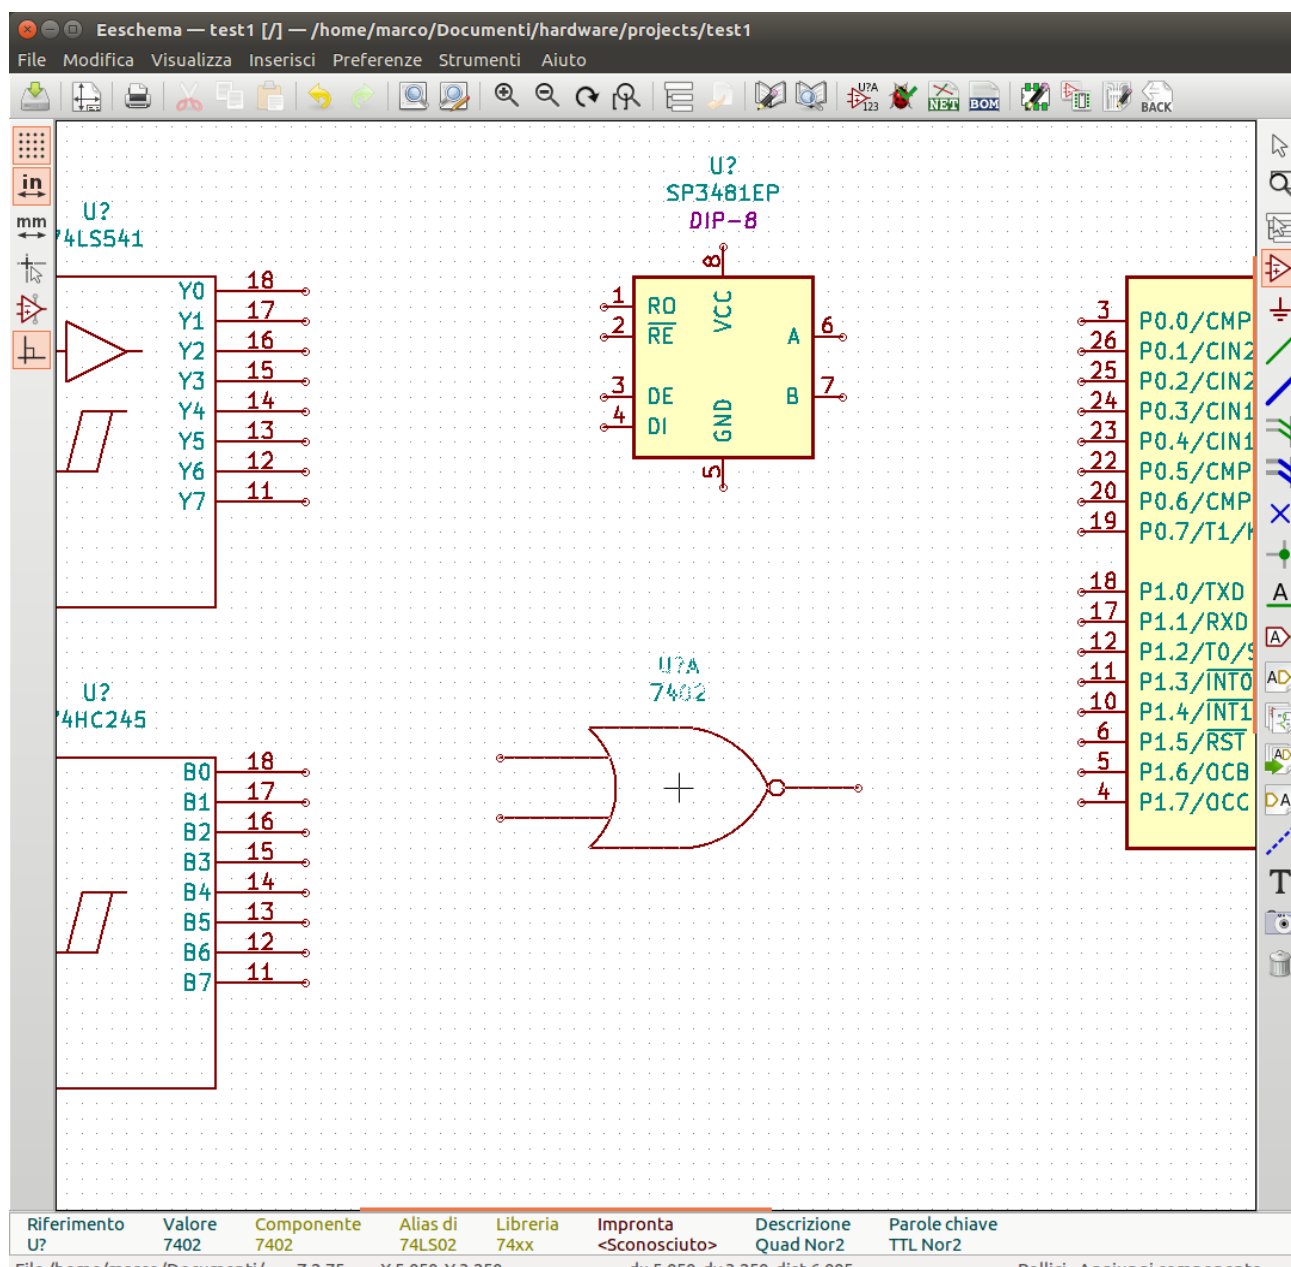 Eeschema — test1 [/] — /home/marco/Documenti/hardware/projects/test1
File Modifica Visualizza Inserisci Preferenze Strumenti Aiuto
U?A
123
NET
BOM
BACK
in
mm
U?
74LS541
Y0 18
Y1 17
Y2 16
Y3 15
Y4 14
Y5 13
Y6 12
Y7 11
U?
SP3481EP
DIP-8
8
VCC
1 RO
2 RE
3 DE
4 DI
A 6
B 7
GND
5
3 P0.0/CMP
26 P0.1/CIN2
25 P0.2/CIN2
24 P0.3/CIN1
23 P0.4/CIN1
22 P0.5/CMP
20 P0.6/CMP
19 P0.7/T1/K
18 P1.0/TXD
17 P1.1/RXD
12 P1.2/T0/S
11 P1.3/INT0
10 P1.4/INT1
6 P1.5/RST
5 P1.6/OCB
4 P1.7/OCC
U?A
7402
U?
74HC245
B0 18
B1 17
B2 16
B3 15
B4 14
B5 13
B6 12
B7 11
A
A
AD
AD
DA
T
Riferimento Valore Componente Alias di Libreria Impronta Descrizione Parole chiave
U? 7402 7402 74LS02 74xx <Sconosciuto> Quad Nor2 TTL Nor2